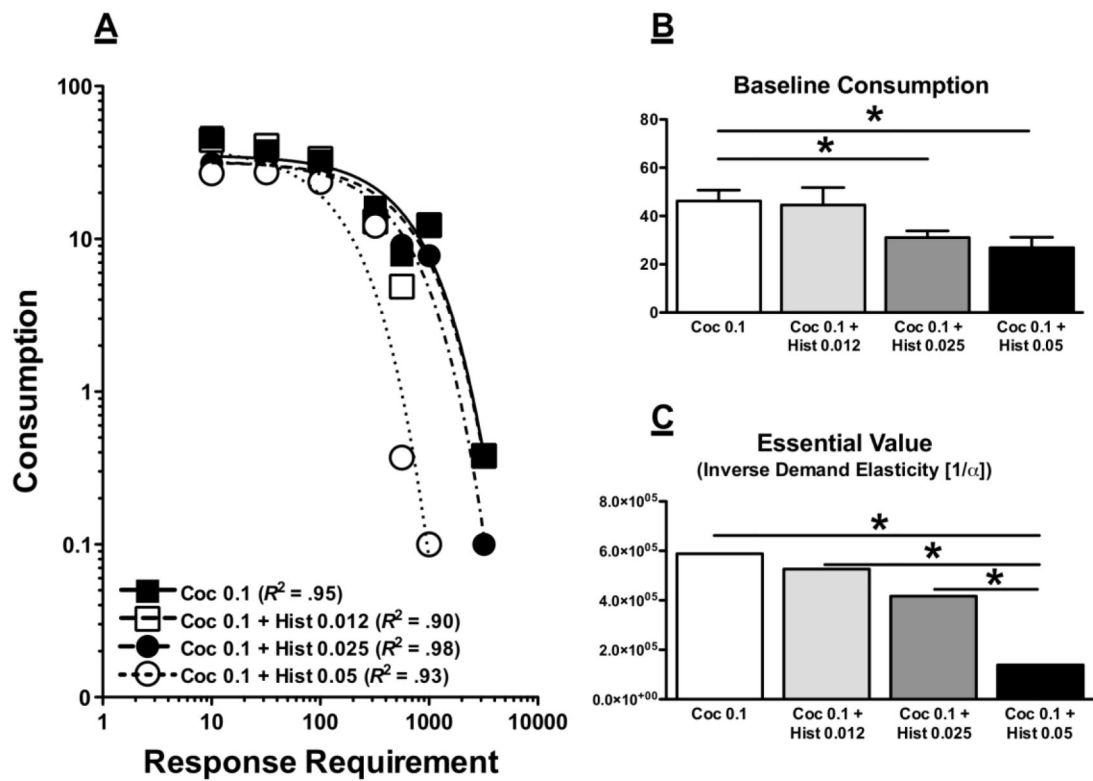 A
Consumption
100
10
1
0.1
0
Coc 0.1 (R² = .95)
Coc 0.1 + Hist 0.012 (R² = .90)
Coc 0.1 + Hist 0.025 (R² = .98)
Coc 0.1 + Hist 0.05 (R² = .93)
1
10
100
1000
10000
Response Requirement
B
Baseline Consumption
80
60
40
20
0
*
*
Coc 0.1
Coc 0.1 +
Hist 0.012
Coc 0.1 +
Hist 0.025
Coc 0.1 +
Hist 0.05
C
Essential Value
(Inverse Demand Elasticity [1/α])
8.0×10⁰⁵
6.0×10⁰⁵
4.0×10⁰⁵
2.0×10⁰⁵
0.0×10⁺⁰⁰
*
*
*
Coc 0.1
Coc 0.1 +
Hist 0.012
Coc 0.1 +
Hist 0.025
Coc 0.1 +
Hist 0.05